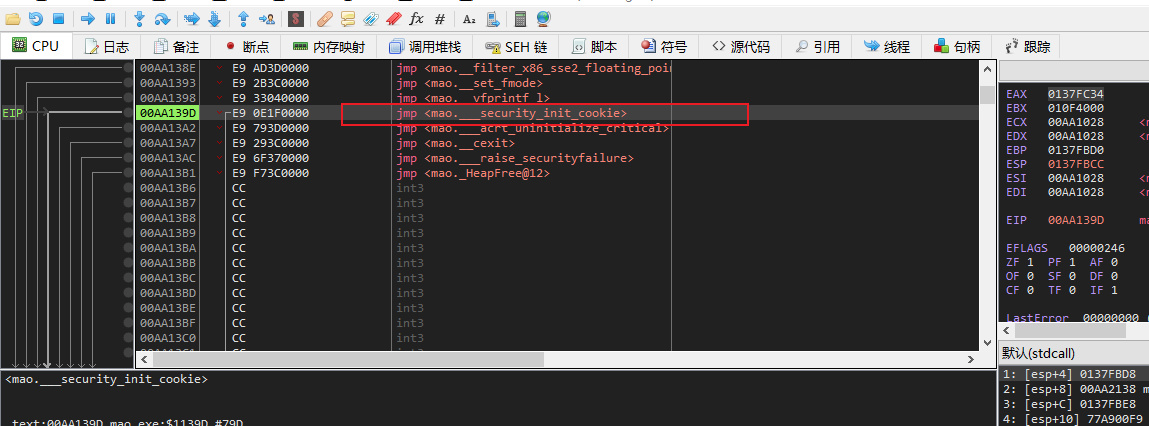 CPU 日志 备注 断点 内存映射 调用堆栈 SEH 链 脚本 符号 源代码 引用 线程 句柄 跟踪
00AA138E E9 AD3D0000 jmp <mao.__filter_x86_sse2_floating_poi
00AA1393 E9 2B3C0000 jmp <mao.__set_fmode>
00AA1398 E9 33040000 jmp <mao.__vfprintf_l>
EIP 00AA139D E9 0E1F0000 jmp <mao.___security_init_cookie>
00AA13A2 E9 793D0000 jmp <mao.___acrt_uninitialize_critical>
00AA13A7 E9 293C0000 jmp <mao.__cexit>
00AA13AC E9 6F370000 jmp <mao.___raise_securityfailure>
00AA13B1 E9 F73C0000 jmp <mao._HeapFree@12>
00AA13B6 CC int3
00AA13B7 CC int3
00AA13B8 CC int3
00AA13B9 CC int3
00AA13BA CC int3
00AA13BB CC int3
00AA13BC CC int3
00AA13BD CC int3
00AA13BE CC int3
00AA13BF CC int3
00AA13C0 CC int3
EAX 0137FC34
EBX 010F4000
ECX 00AA1028
EDX 00AA1028
EBP 0137FBD0
ESP 0137FBCC
ESI 00AA1028
EDI 00AA1028
EIP 00AA139D
EFLAGS 00000246
ZF 1 PF 1 AF 0
OF 0 SF 0 DF 0
CF 0 TF 0 IF 1
LastError 00000000
默认(stdcall)
1: [esp+4] 0137FBD8
2: [esp+8] 00AA2138 m
3: [esp+C] 0137FBE8
4: [esp+10] 77A900F9
<mao.___security_init_cookie>
.text:00AA139D mao.exe:$1139D #79D